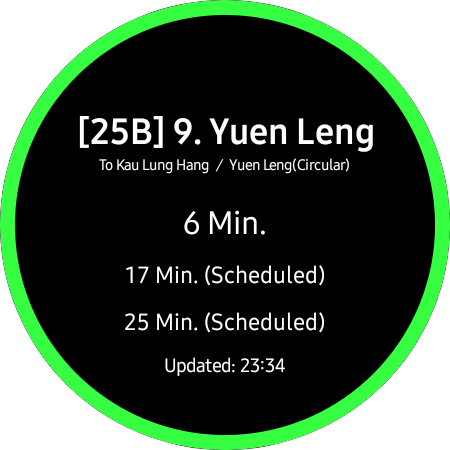 [25B] 9. Yuen Leng
To Kau Lung Hang / Yuen Leng(Circular)
6 Min.
17 Min. (Scheduled)
25 Min. (Scheduled)
Updated: 23:34